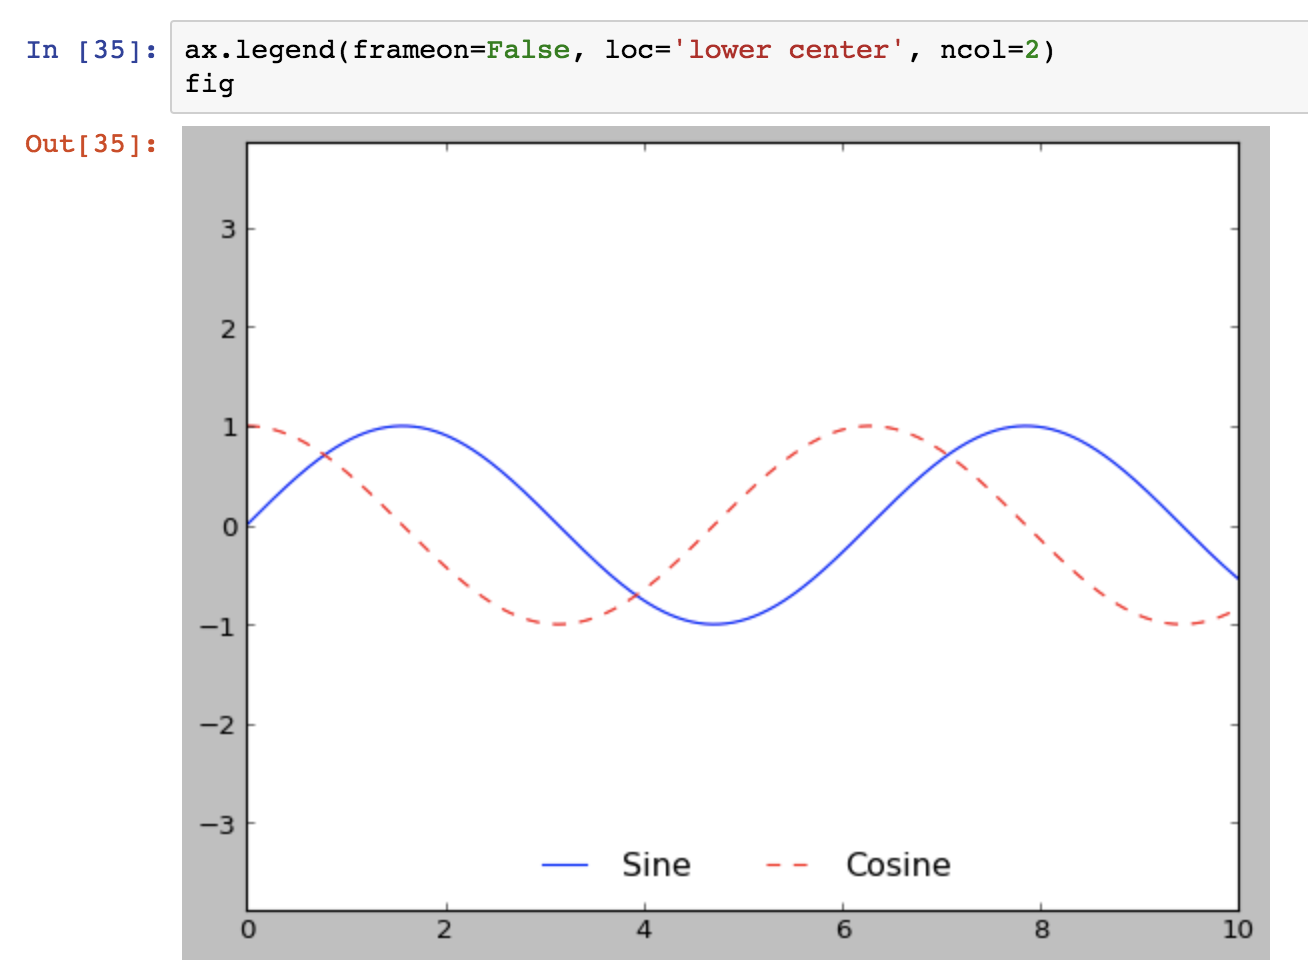 In [35]: ax.legend(frameon=False, loc='lower center', ncol=2)
fig
Out[35]:
3
2
1
0
−1
−2
−3
Sine Cosine
0 2 4 6 8 10